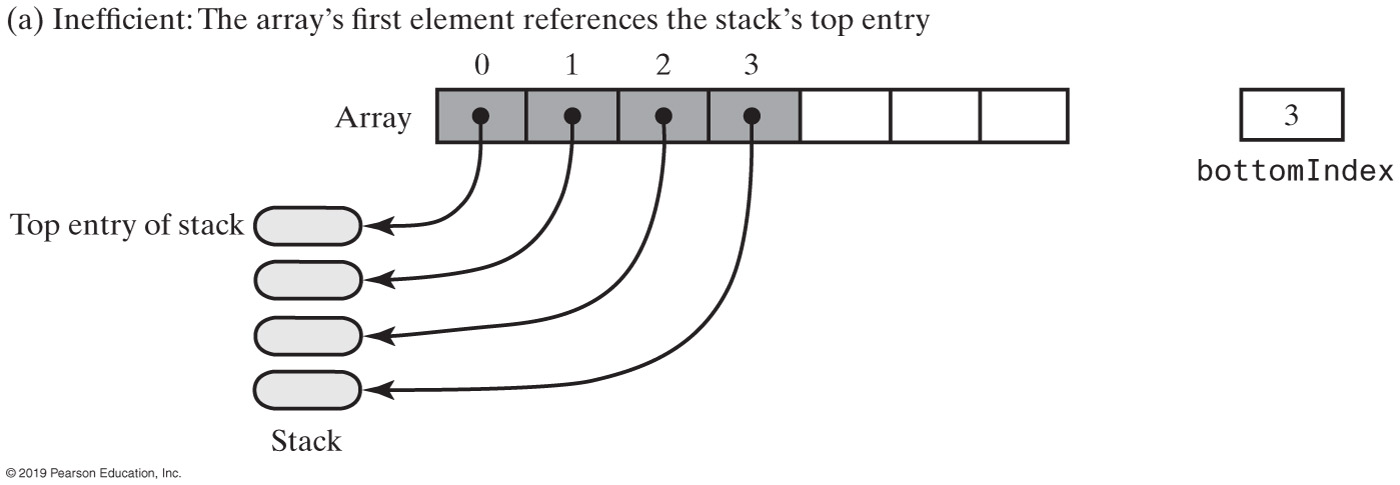 (a) Inefficient: The array’s first element references the stack’s top entry
0 1 2 3
Array
3
bottomIndex
Top entry of stack
Stack
© 2019 Pearson Education, Inc.